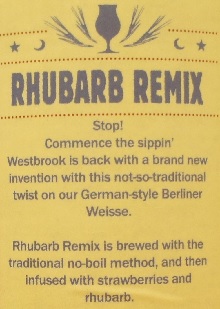 RHUBARB REMIX
Stop!
Commence the sippin'
Westbrook is back with a brand new
invention with this not-so-traditional
twist on our German-style Berliner
Weisse.
Rhubarb Remix is brewed with the
traditional no-boil method, and then
infused with strawberries and
rhubarb.